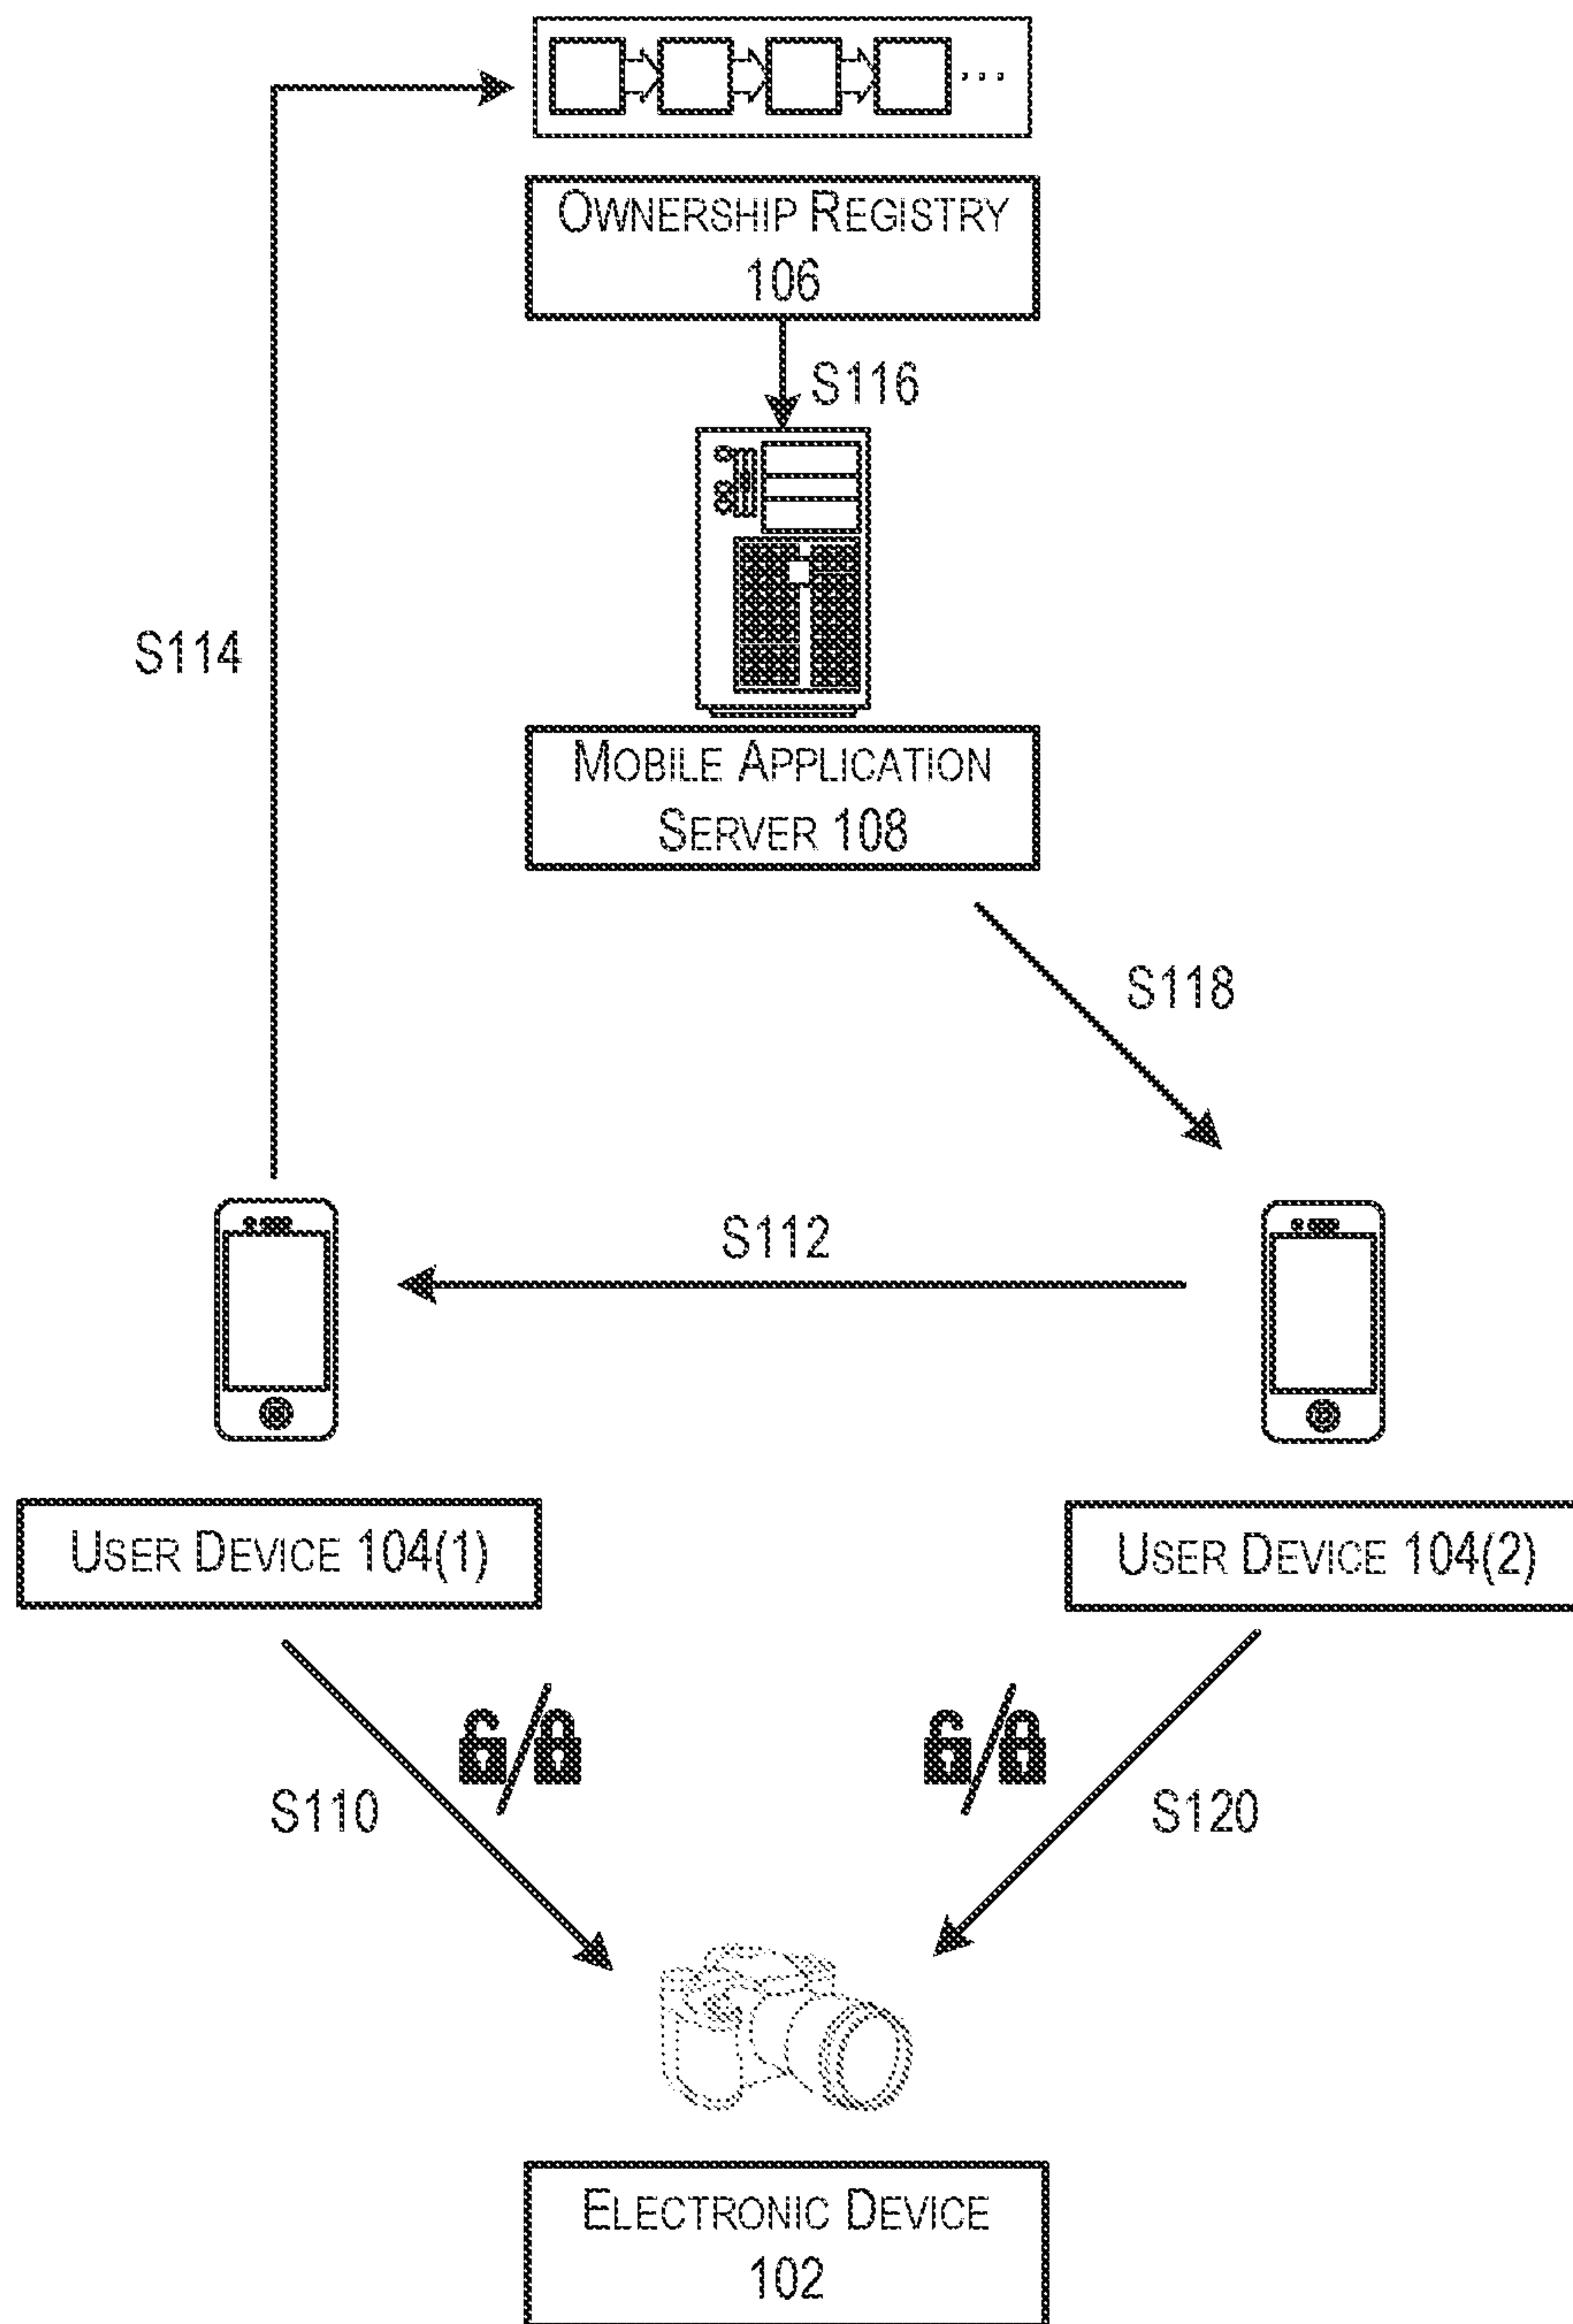 OWNERSHIP REGISTRY
106
S116
S114
MOBILE APPLICATION
SERVER 108
S118
S112
USER DEVICE 104(1)
USER DEVICE 104(2)
S110
S120
ELECTRONIC DEVICE
102